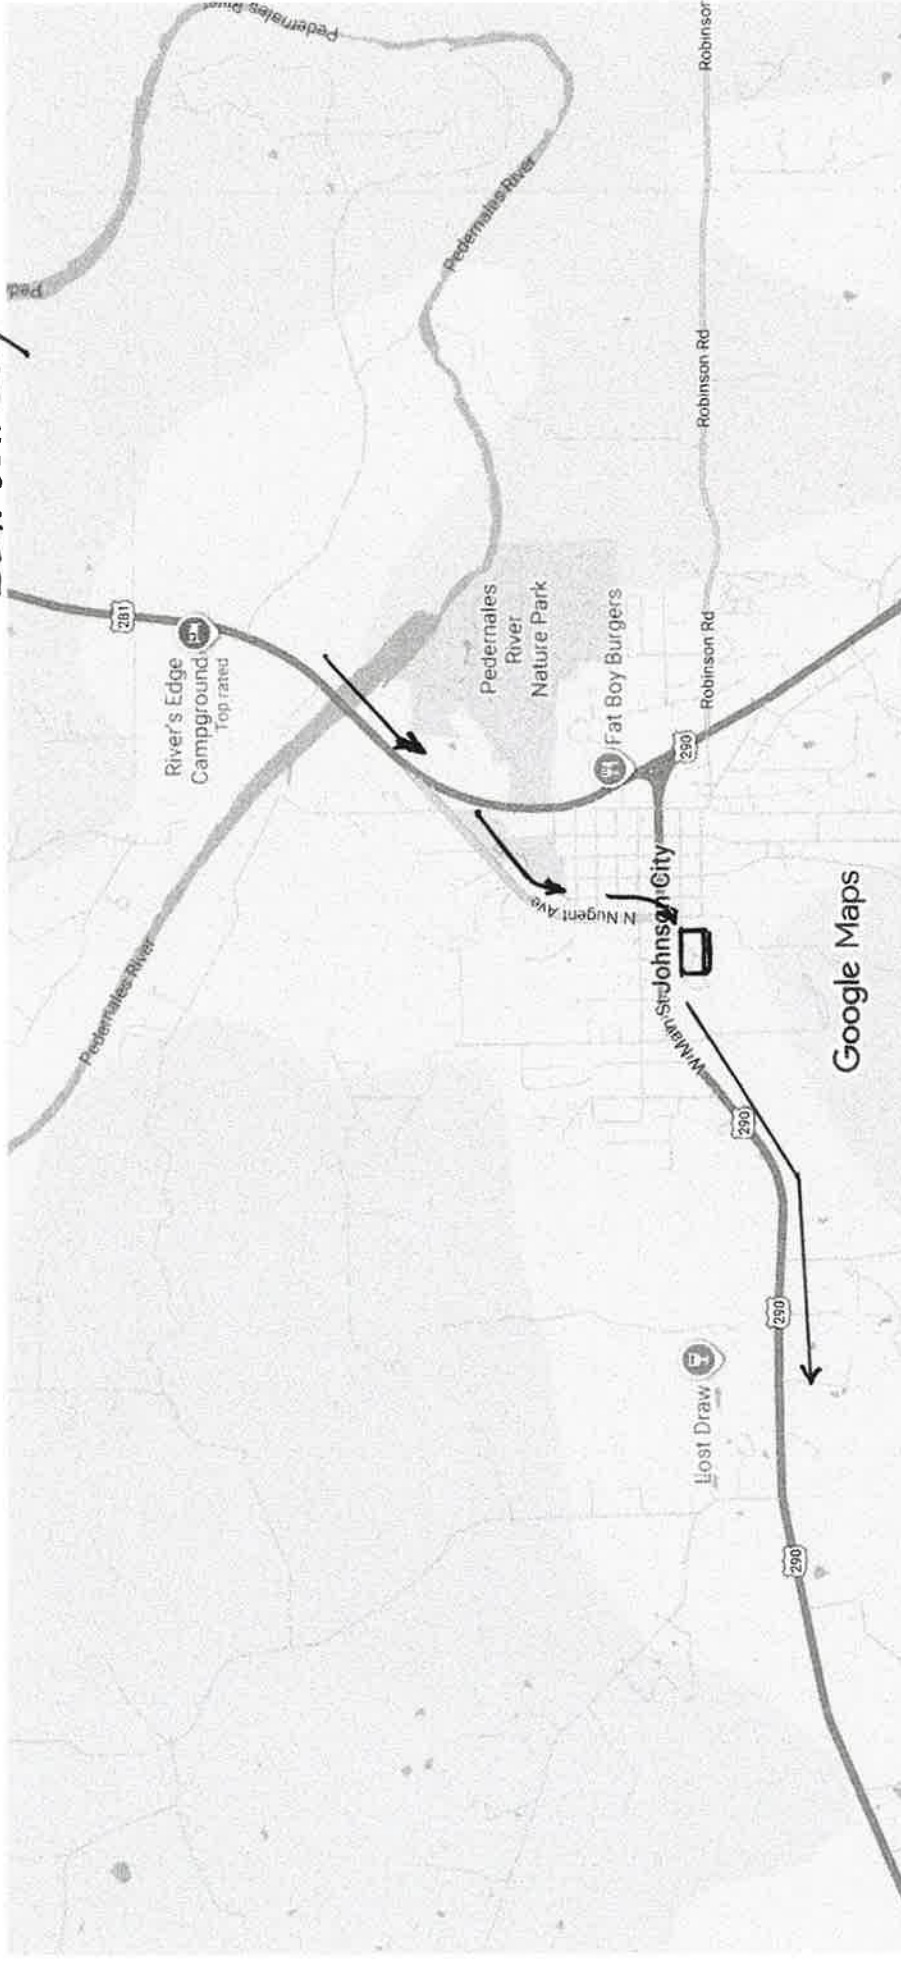 Pedernales River
Robinson
Ped
Pedernales River
281
River's Edge
Campground
Top rated
Robinson Rd
Pedernales
River
Nature Park
Fat Boy Burgers
Robinson Rd
290
N Nugent Ave
Johnson City
Pedernales River
W Main St
290
Google Maps
290
Lost Draw
290